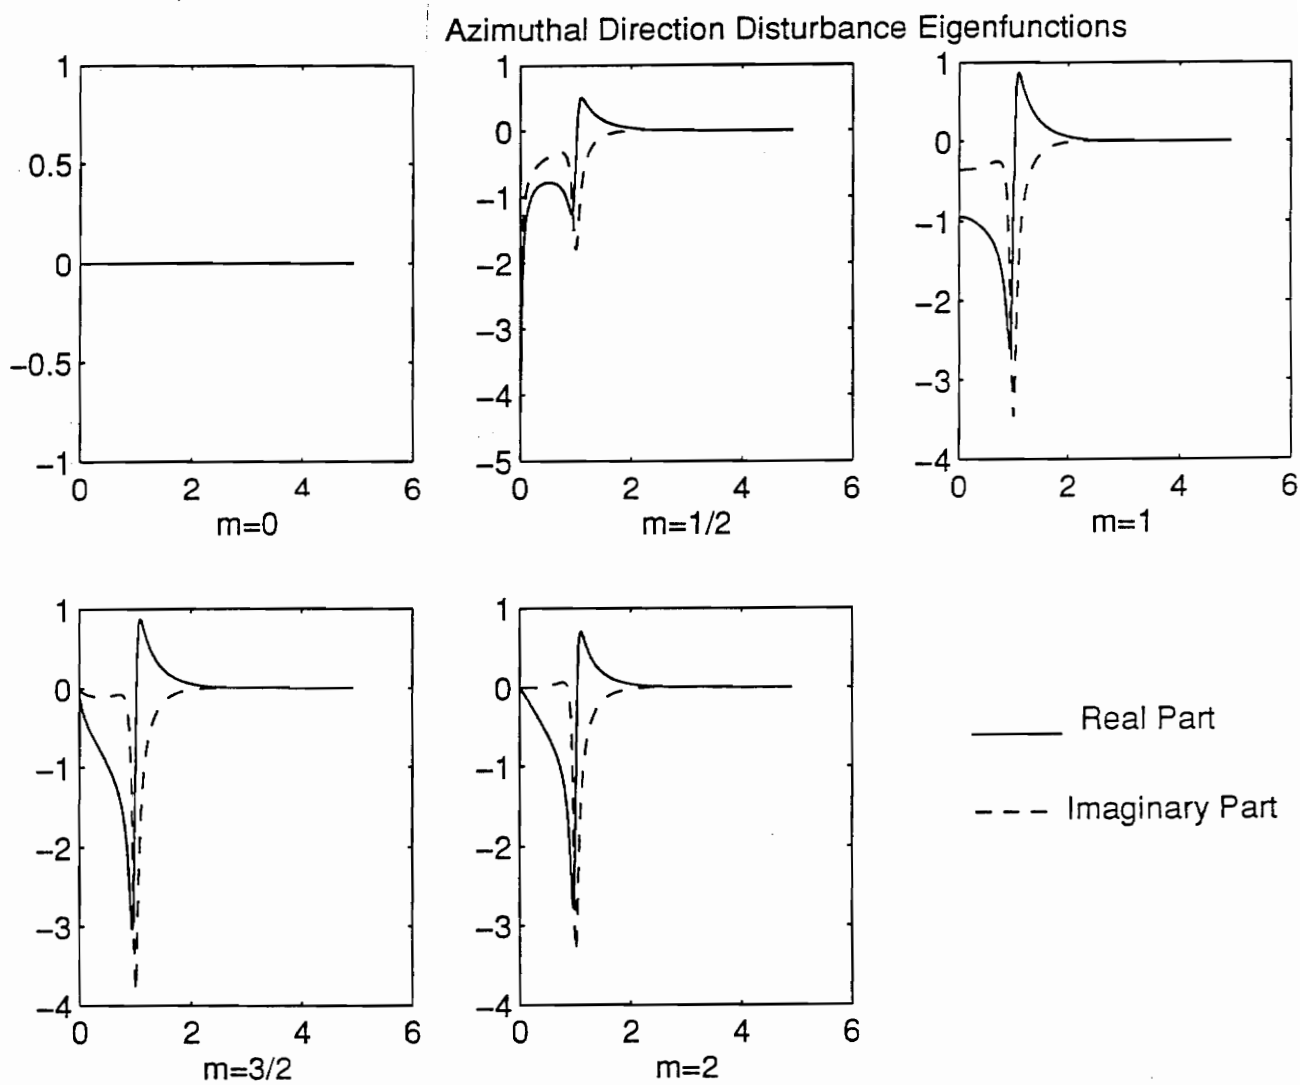 Azimuthal Direction Disturbance Eigenfunctions
1
0.5
0
−0.5
−1
0 2 4 6
m=0
1
0
−1
−2
−3
−4
−5
0 2 4 6
m=1/2
1
0
−1
−2
−3
−4
0 2 4 6
m=1
1
0
−1
−2
−3
−4
0 2 4 6
m=3/2
1
0
−1
−2
−3
−4
0 2 4 6
m=2
Real Part
Imaginary Part